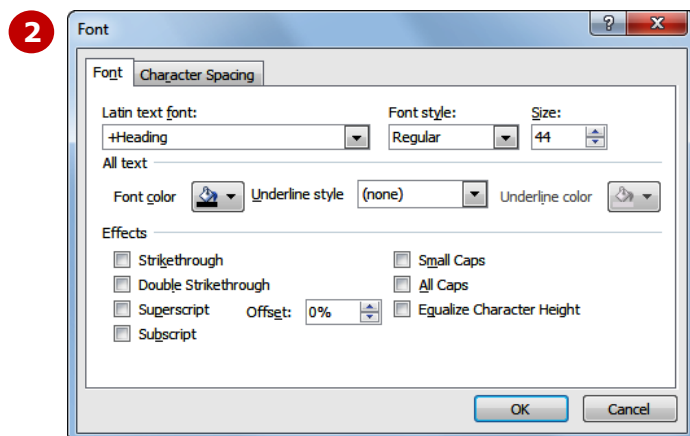 2
Font
Font Character Spacing
Latin text font: Font style: Size:
+Heading Regular 44
All text
Font color Underline style (none) Underline color
Effects
Strikethrough Small Caps
Double Strikethrough All Caps
Superscript Offset: 0% Equalize Character Height
Subscript
OK Cancel